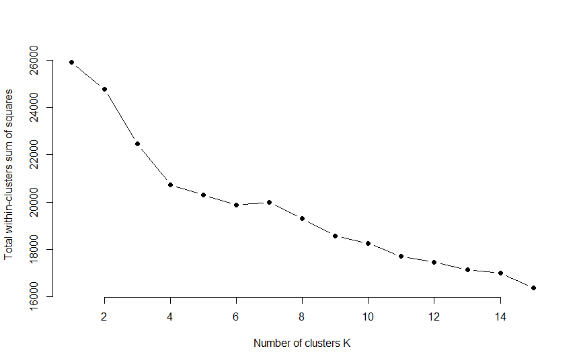 Total within-clusters sum of squares
26000
24000
22000
20000
18000
16000
2 4 6 8 10 12 14
Number of clusters K